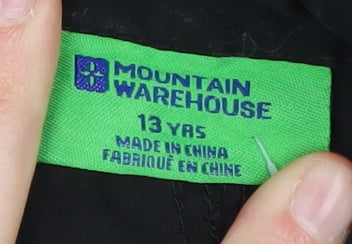 MOUNTAIN
WAREHOUSE
13 YRS
MADE IN CHINA
FABRIQUÉ EN CHINE